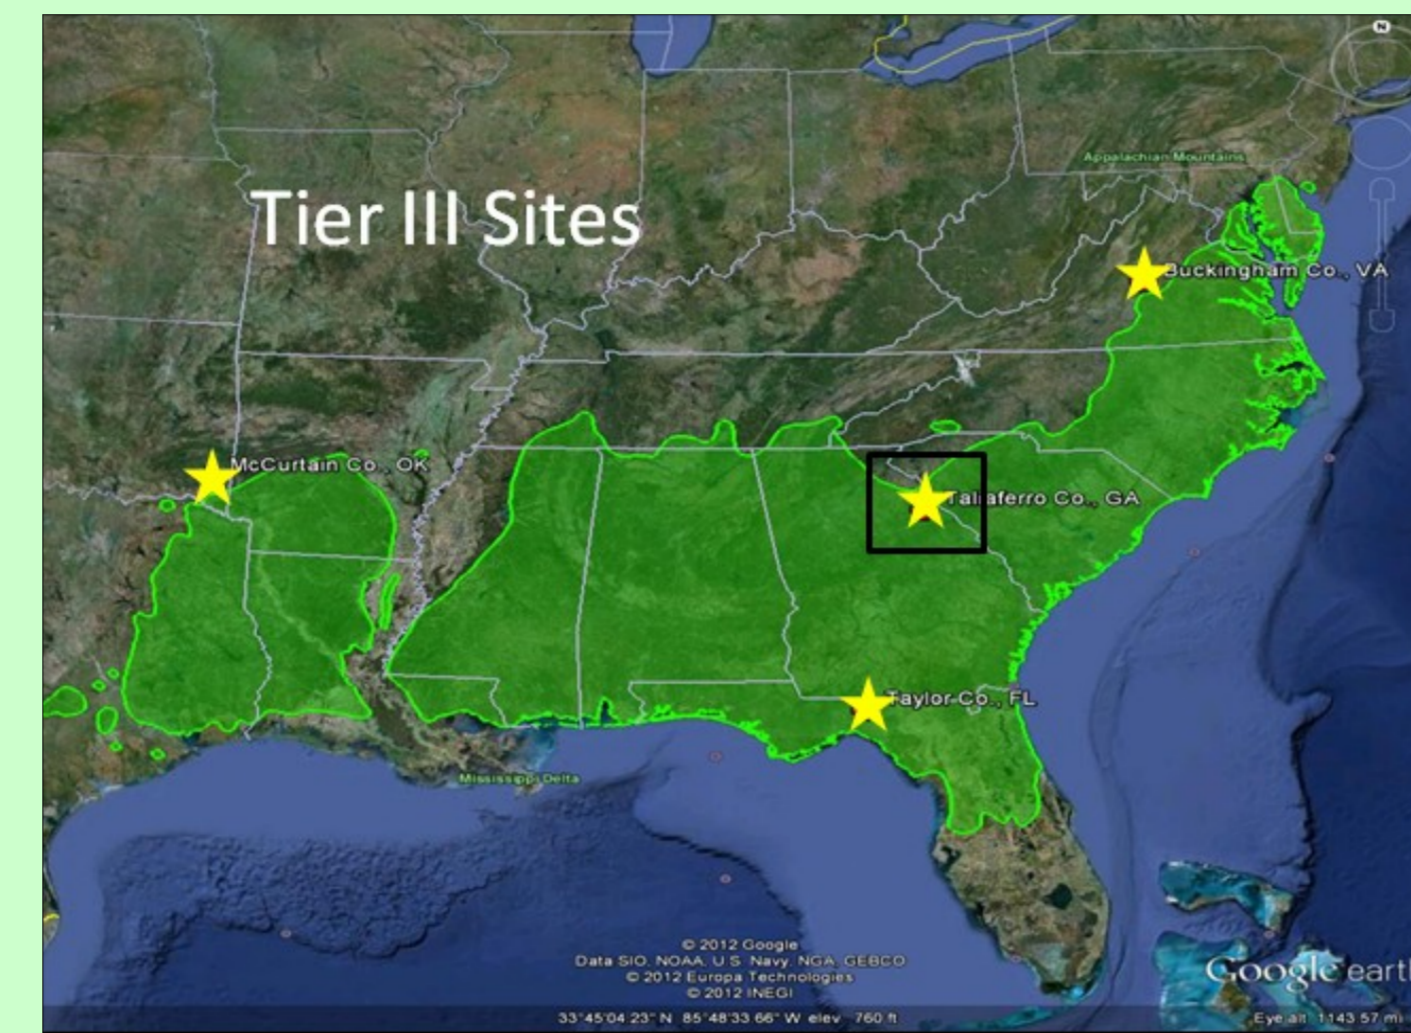 N
Appalachian Mountains
Tier III Sites
Buckingham Co., VA
McCurtain Co., OK
Taliaferro Co., GA
Taylor Co., FL
Mississippi Delta
© 2012 Google
Data SIO, NOAA, U.S. Navy, NGA, GEBCO
© 2012 Europa Technologies
© 2012 INEGI
Google earth
33°45'04.23" N 85°48'33.66" W elev 760 ft
Eye alt 1143.57 mi